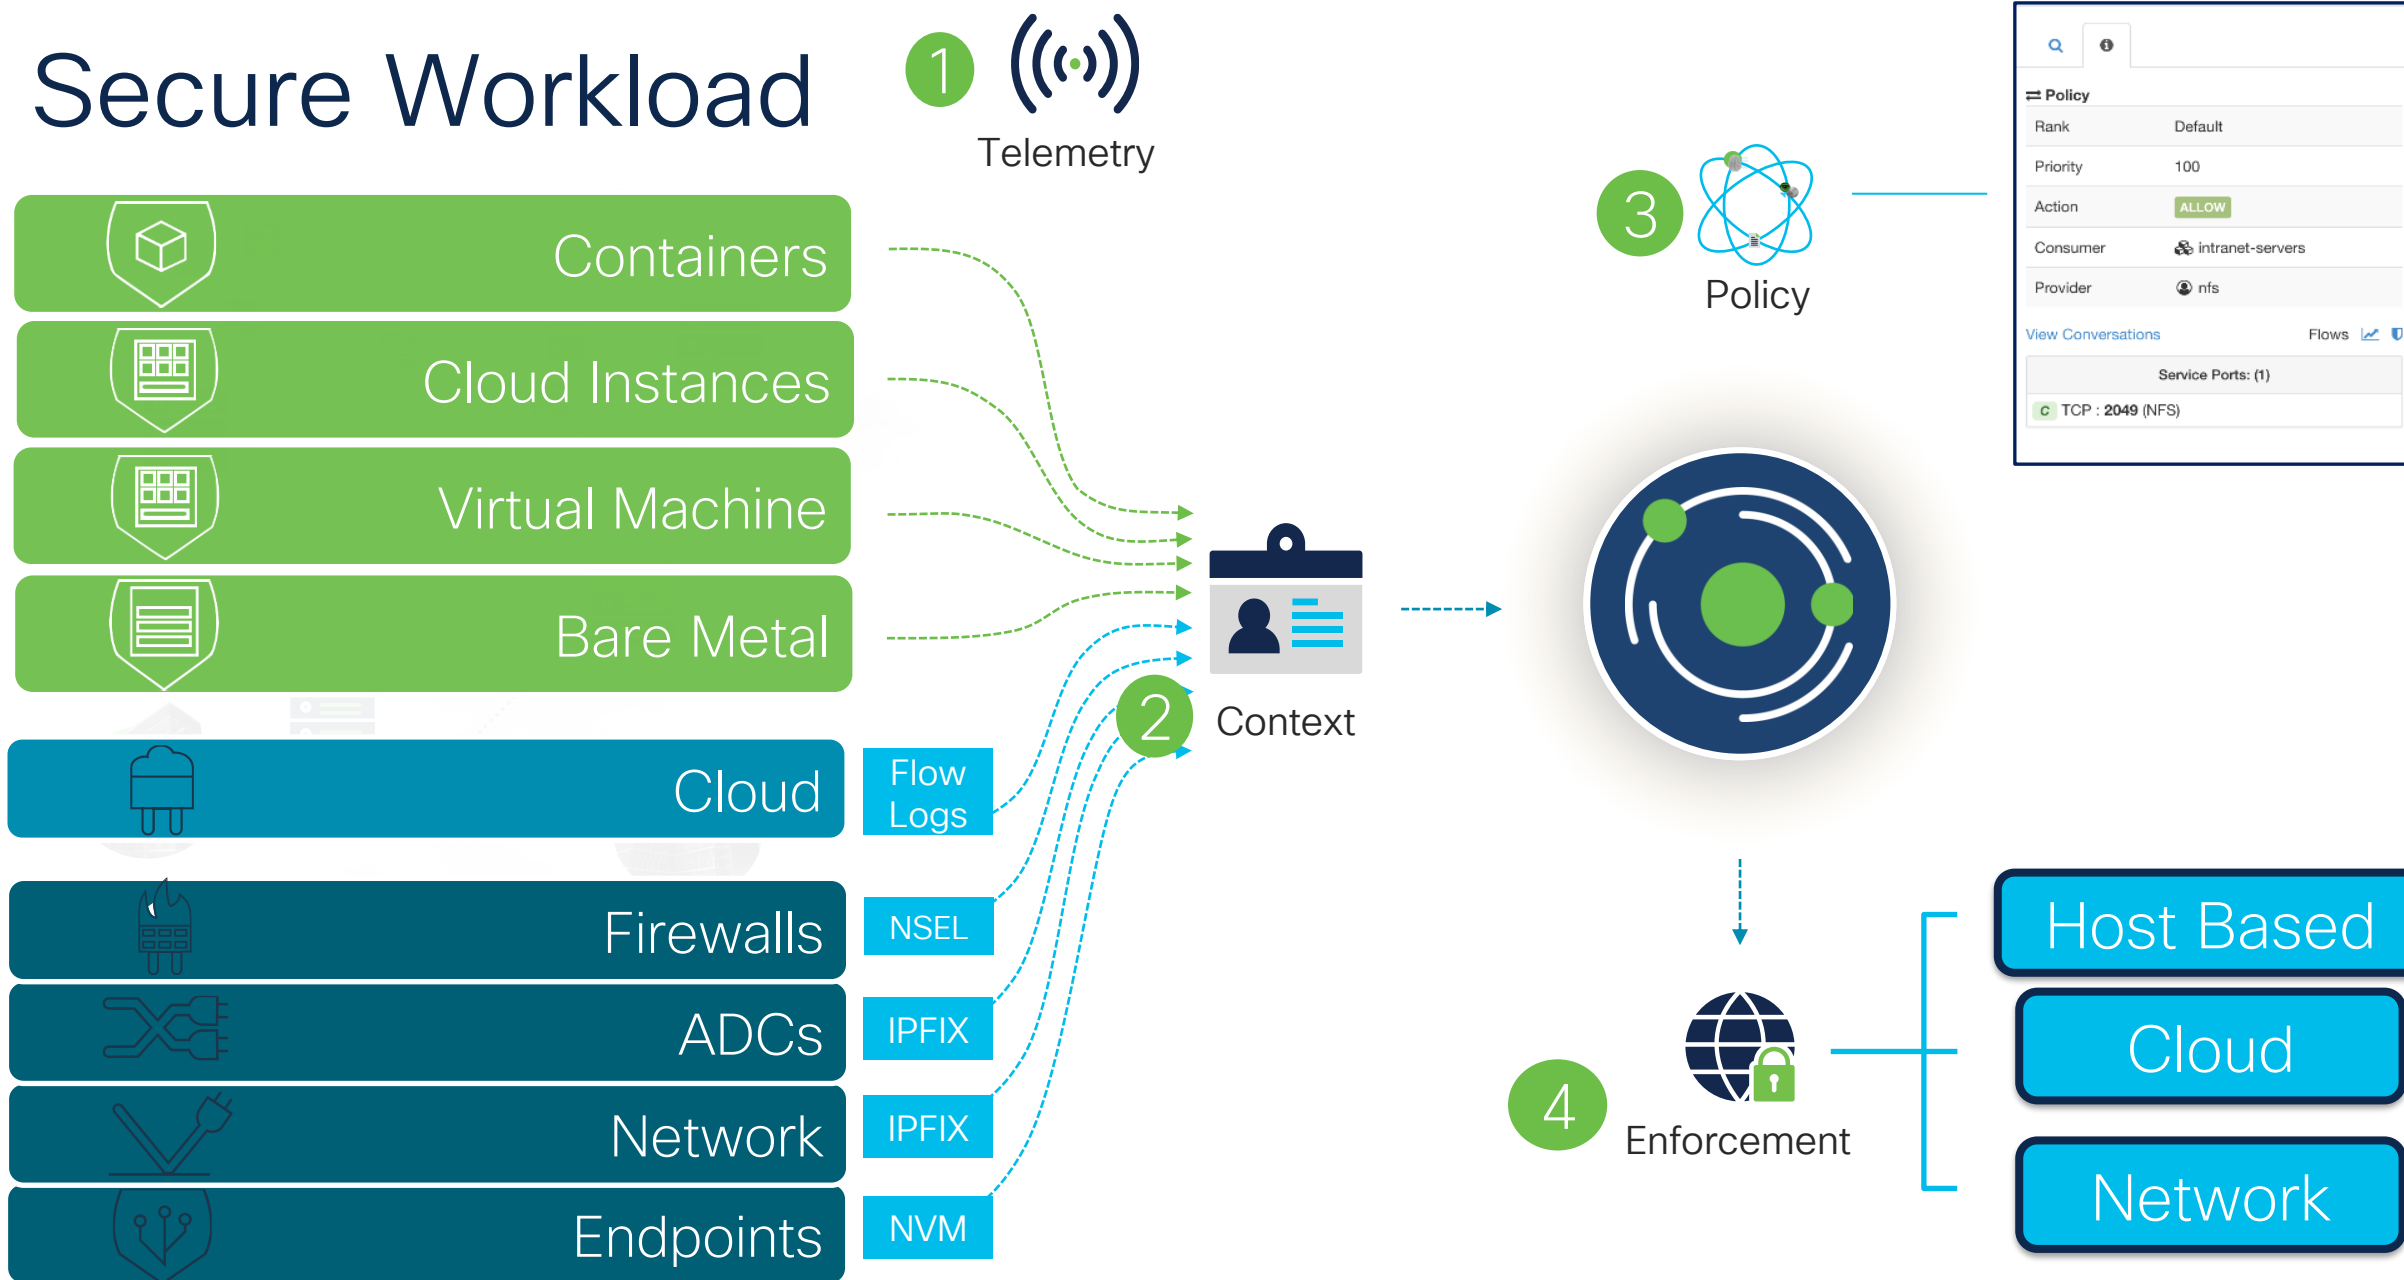 Secure Workload
1
Telemetry
Containers
Cloud Instances
Virtual Machine
Bare Metal
Cloud
Flow
Logs
Firewalls
NSEL
ADCs
IPFIX
Network
IPFIX
Endpoints
NVM
2
Context
3
Policy
Policy
Rank Default
Priority 100
Action ALLOW
Consumer intranet-servers
Provider nfs
View Conversations Flows
Service Ports: (1)
C TCP : 2049 (NFS)
4
Enforcement
Host Based
Cloud
Network